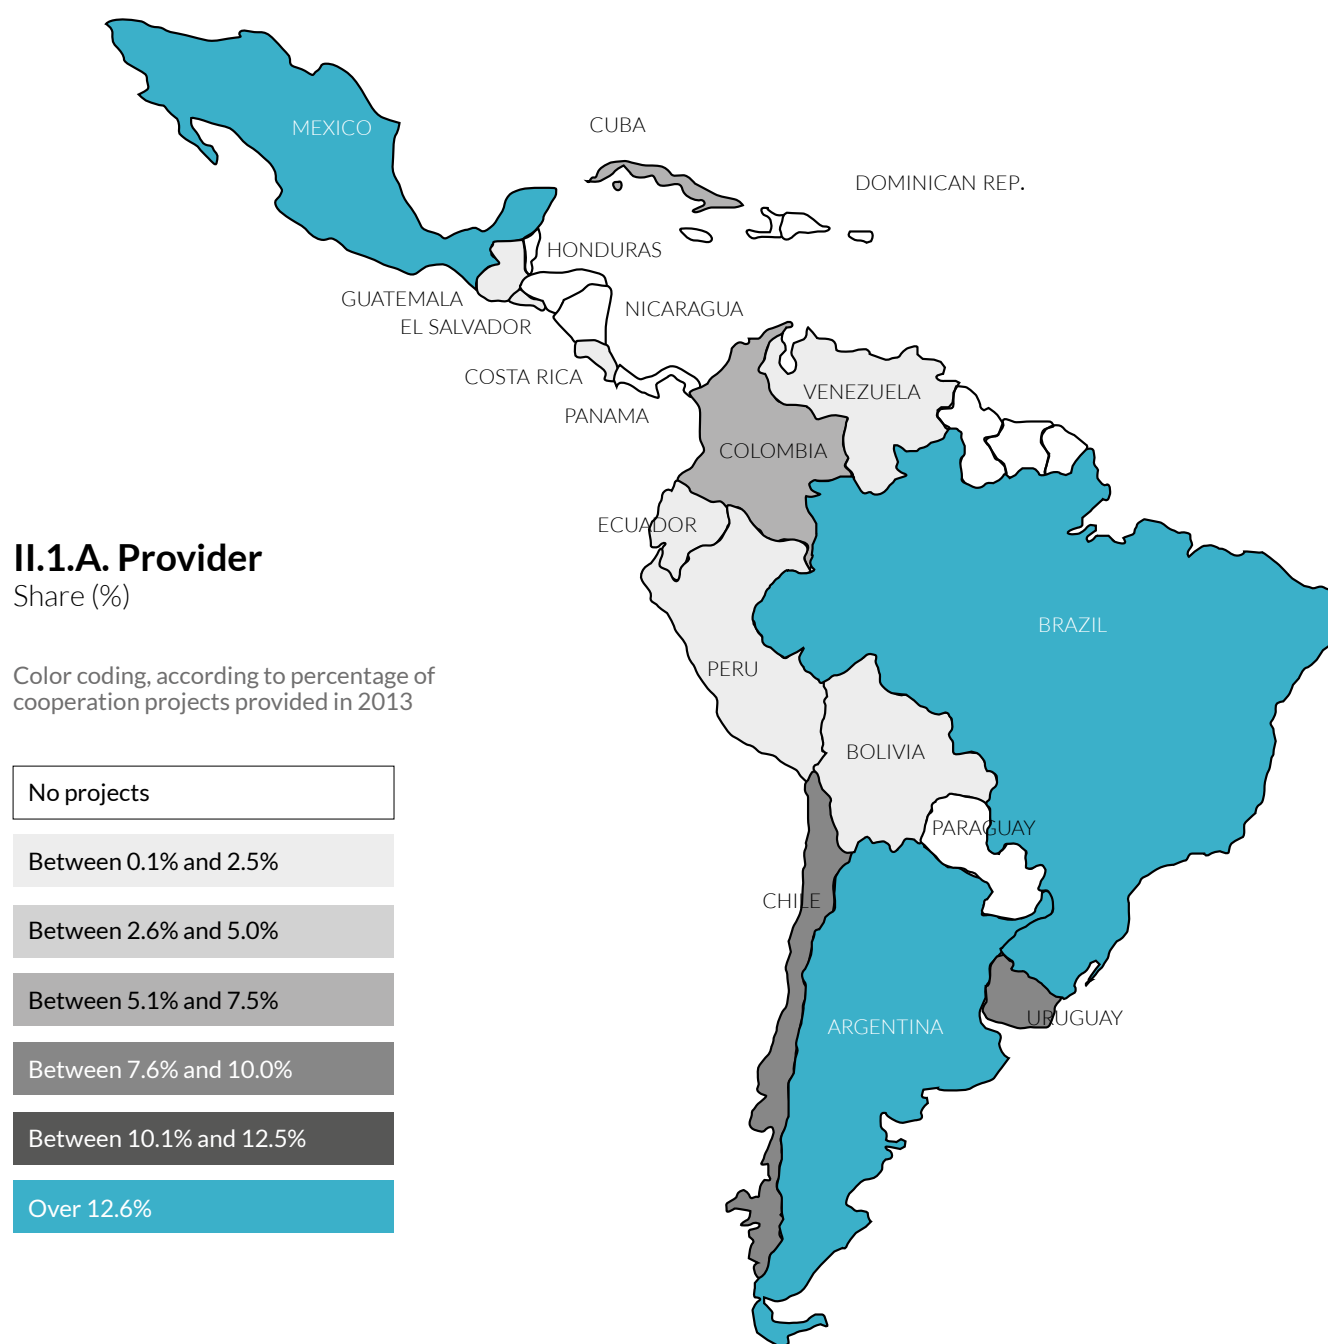 MEXICO
CUBA
DOMINICAN REP.
HONDURAS
GUATEMALA
NICARAGUA
EL SALVADOR
COSTA RICA
VENEZUELA
PANAMA
COLOMBIA
ECUADOR
II.1.A. Provider
Share (%)
BRAZIL
PERU
Color coding, according to percentage of
cooperation projects provided in 2013
BOLIVIA
No projects
PARAGUAY
Between 0.1% and 2.5%
CHILE
Between 2.6% and 5.0%
Between 5.1% and 7.5%
URUGUAY
ARGENTINA
Between 7.6% and 10.0%
Between 10.1% and 12.5%
Over 12.6%